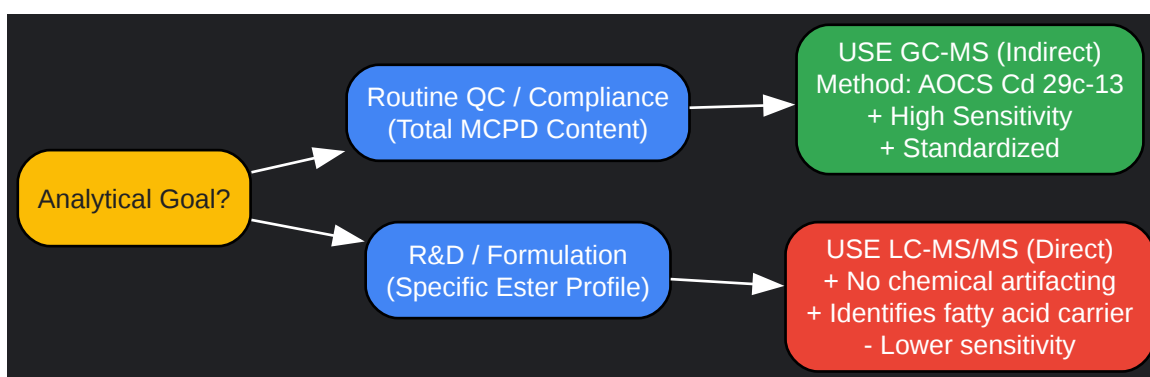 Analytical Goal?
Routine QC / Compliance
(Total MCPD Content)
USE GC-MS (Indirect)
Method: AOCS Cd 29c-13
+ High Sensitivity
+ Standardized
R&D / Formulation
(Specific Ester Profile)
USE LC-MS/MS (Direct)
+ No chemical artifacting
+ Identifies fatty acid carrier
- Lower sensitivity